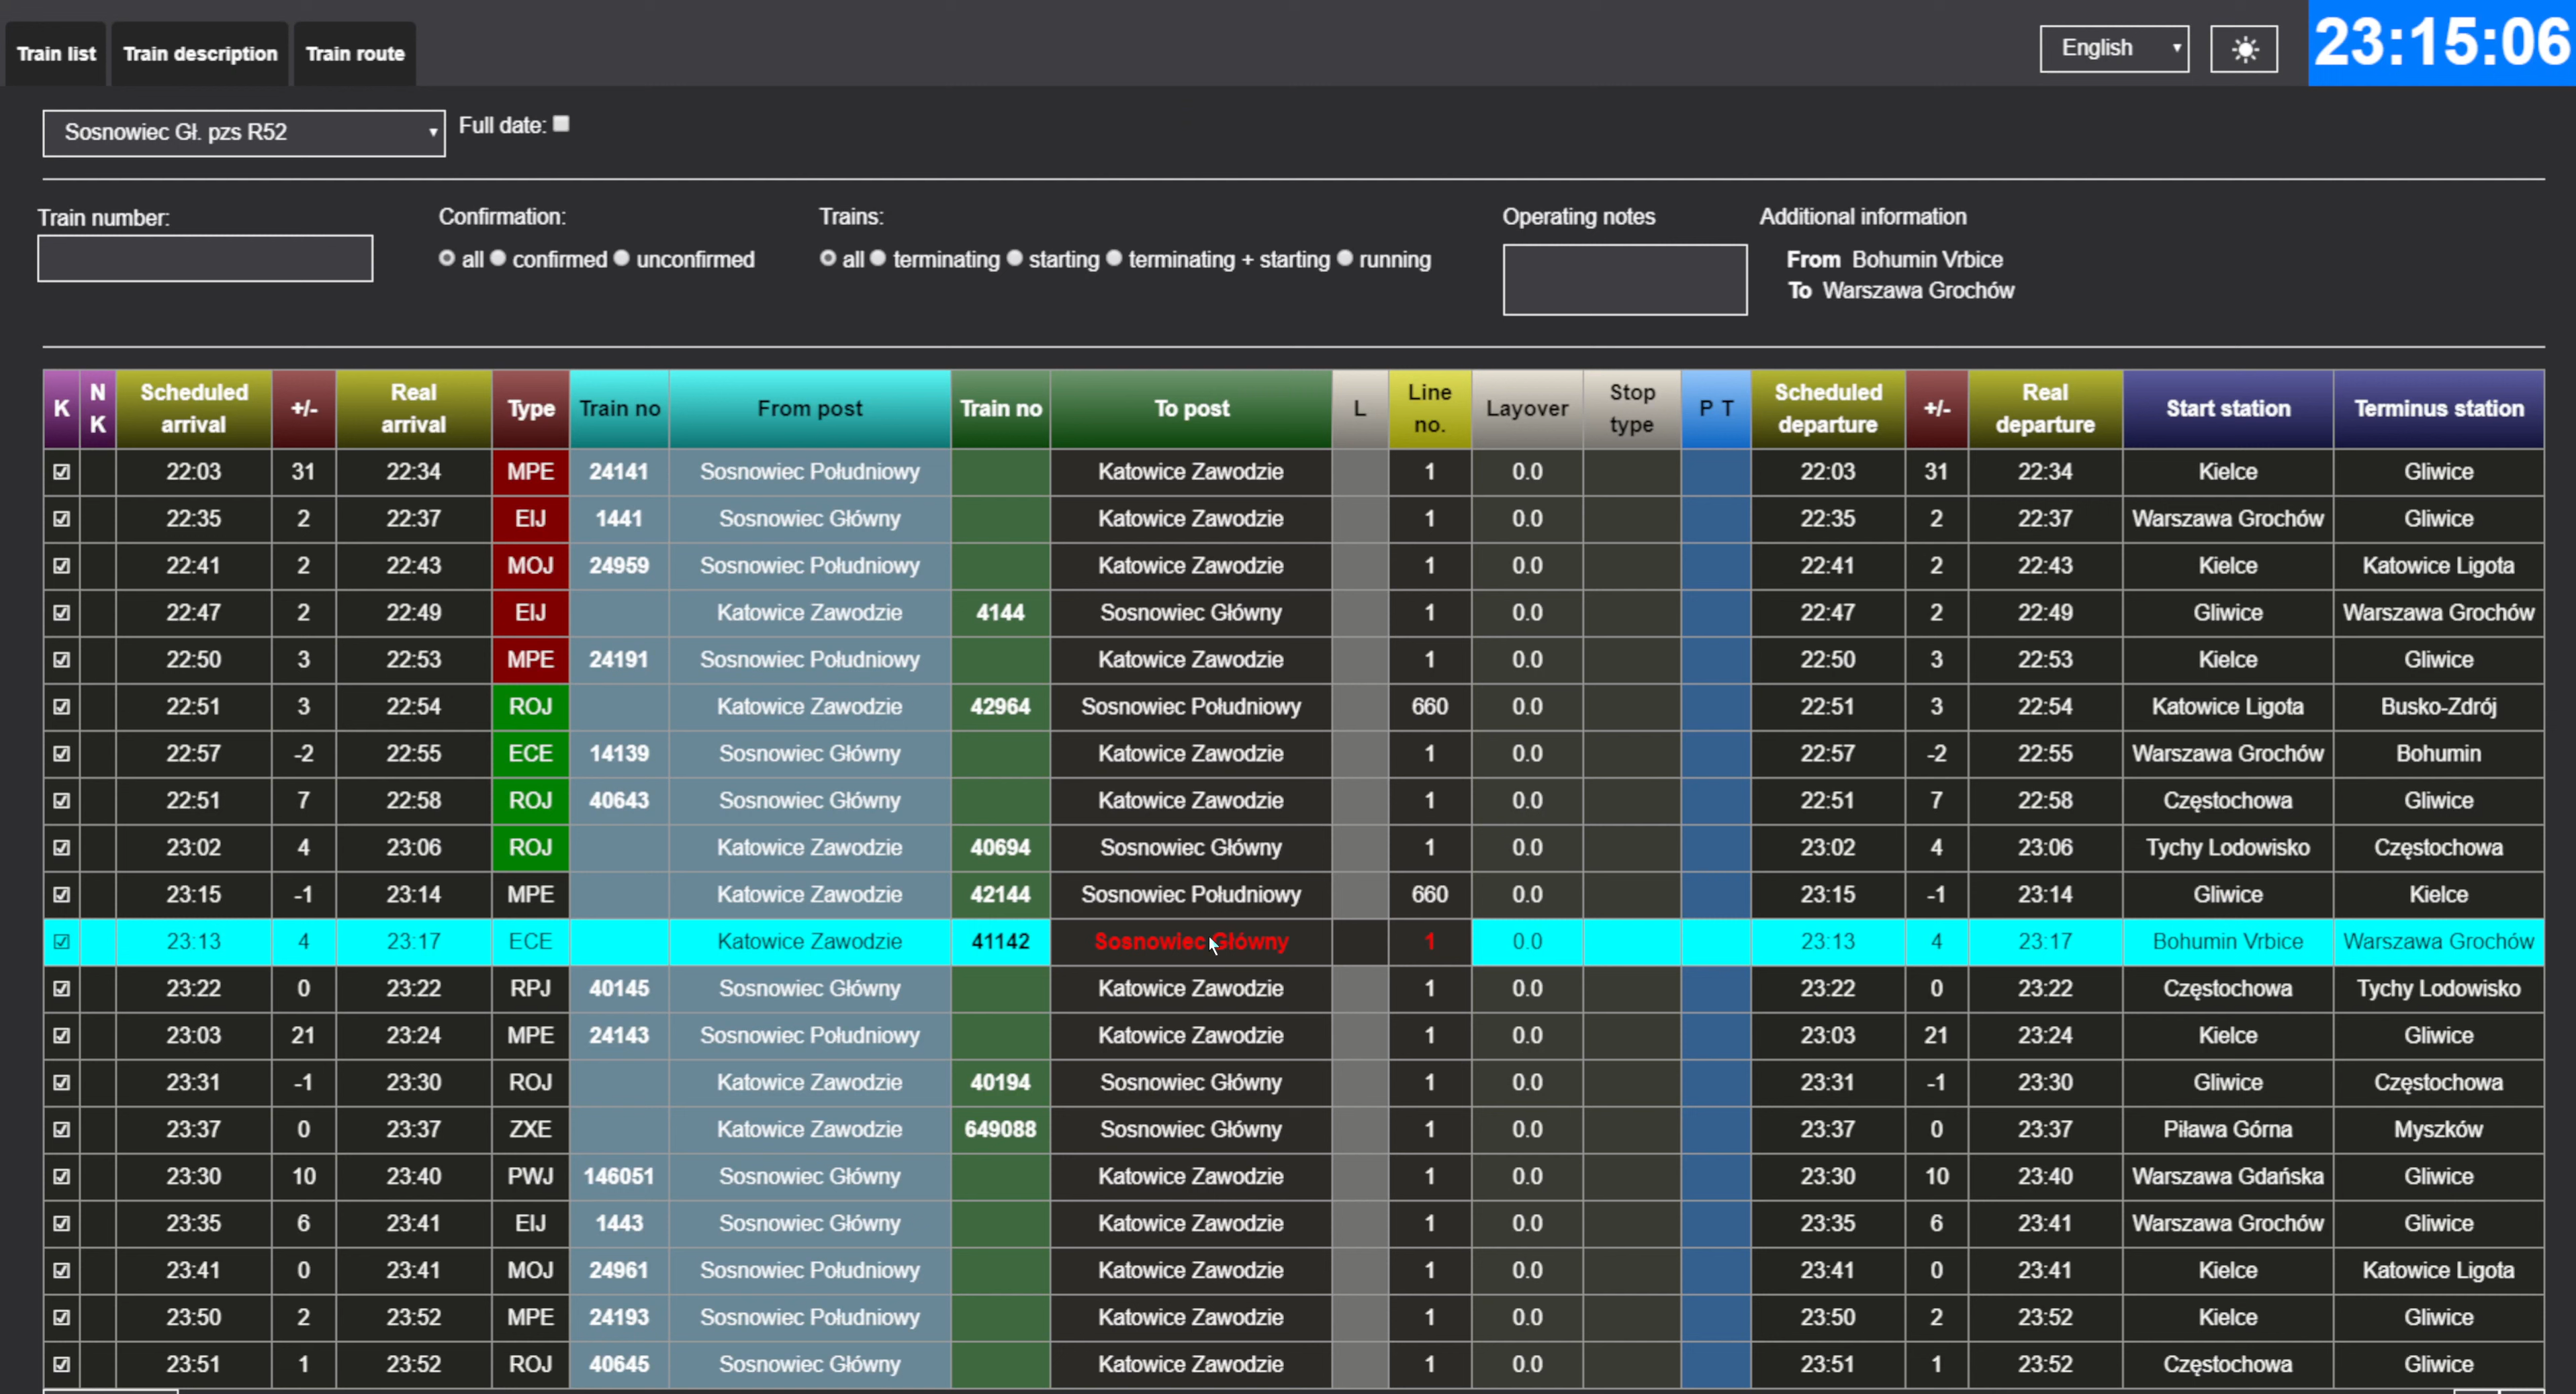 Train list Train description Train route English 23:15:06
Sosnowiec Gł. pzs R52 Full date:
Train number: Confirmation: Trains: Operating notes Additional information
all confirmed unconfirmed all terminating starting terminating + starting running From Bohumin Vrbice
To Warszawa Grochów
K N K Scheduled arrival +/- Real arrival Type Train no From post Train no To post L Line no. Layover Stop type P T Scheduled departure +/- Real departure Start station Terminus station
22:03 31 22:34 MPE 24141 Sosnowiec Południowy Katowice Zawodzie 1 0.0 22:03 31 22:34 Kielce Gliwice
22:35 2 22:37 EIJ 1441 Sosnowiec Główny Katowice Zawodzie 1 0.0 22:35 2 22:37 Warszawa Grochów Gliwice
22:41 2 22:43 MOJ 24959 Sosnowiec Południowy Katowice Zawodzie 1 0.0 22:41 2 22:43 Kielce Katowice Ligota
22:47 2 22:49 EIJ Katowice Zawodzie 4144 Sosnowiec Główny 1 0.0 22:47 2 22:49 Gliwice Warszawa Grochów
22:50 3 22:53 MPE 24191 Sosnowiec Południowy Katowice Zawodzie 1 0.0 22:50 3 22:53 Kielce Gliwice
22:51 3 22:54 ROJ Katowice Zawodzie 42964 Sosnowiec Południowy 660 0.0 22:51 3 22:54 Katowice Ligota Busko-Zdrój
22:57 -2 22:55 ECE 14139 Sosnowiec Główny Katowice Zawodzie 1 0.0 22:57 -2 22:55 Warszawa Grochów Bohumin
22:51 7 22:58 ROJ 40643 Sosnowiec Główny Katowice Zawodzie 1 0.0 22:51 7 22:58 Częstochowa Gliwice
23:02 4 23:06 ROJ Katowice Zawodzie 40694 Sosnowiec Główny 1 0.0 23:02 4 23:06 Tychy Lodowisko Częstochowa
23:15 -1 23:14 MPE Katowice Zawodzie 42144 Sosnowiec Południowy 660 0.0 23:15 -1 23:14 Gliwice Kielce
23:13 4 23:17 ECE Katowice Zawodzie 41142 Sosnowiec Główny 1 0.0 23:13 4 23:17 Bohumin Vrbice Warszawa Grochów
23:22 0 23:22 RPJ 40145 Sosnowiec Główny Katowice Zawodzie 1 0.0 23:22 0 23:22 Częstochowa Tychy Lodowisko
23:03 21 23:24 MPE 24143 Sosnowiec Południowy Katowice Zawodzie 1 0.0 23:03 21 23:24 Kielce Gliwice
23:31 -1 23:30 ROJ Katowice Zawodzie 40194 Sosnowiec Główny 1 0.0 23:31 -1 23:30 Gliwice Częstochowa
23:37 0 23:37 ZXE Katowice Zawodzie 649088 Sosnowiec Główny 1 0.0 23:37 0 23:37 Piława Górna Myszków
23:30 10 23:40 PWJ 146051 Sosnowiec Główny Katowice Zawodzie 1 0.0 23:30 10 23:40 Warszawa Gdańska Gliwice
23:35 6 23:41 EIJ 1443 Sosnowiec Główny Katowice Zawodzie 1 0.0 23:35 6 23:41 Warszawa Grochów Gliwice
23:41 0 23:41 MOJ 24961 Sosnowiec Południowy Katowice Zawodzie 1 0.0 23:41 0 23:41 Kielce Katowice Ligota
23:50 2 23:52 MPE 24193 Sosnowiec Południowy Katowice Zawodzie 1 0.0 23:50 2 23:52 Kielce Gliwice
23:51 1 23:52 ROJ 40645 Sosnowiec Główny Katowice Zawodzie 1 0.0 23:51 1 23:52 Częstochowa Gliwice